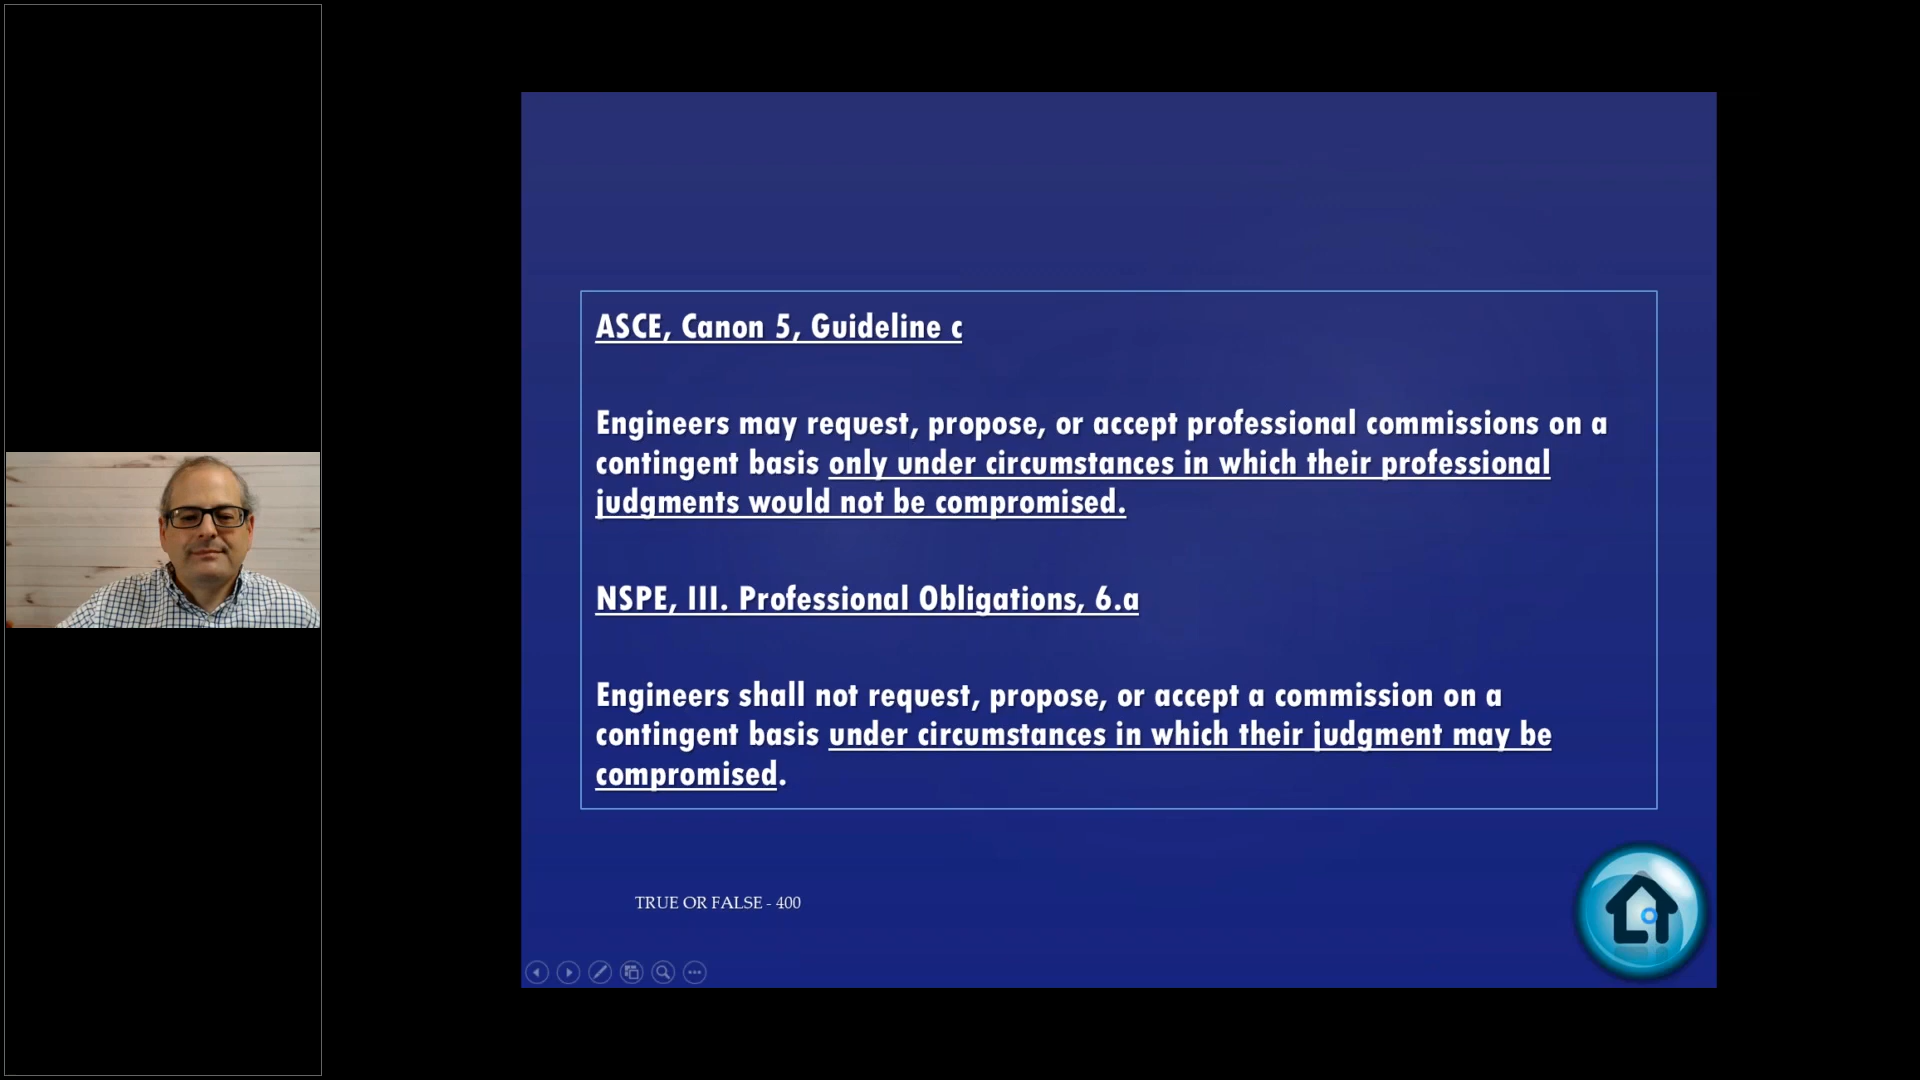 ASCE, Canon 5, Guideline c
Engineers may request, propose, or accept professional commissions on a
contingent basis only under circumstances in which their professional
judgments would not be compromised.
NSPE, III. Professional Obligations, 6.a
Engineers shall not request, propose, or accept a commission on a
contingent basis under circumstances in which their judgment may be
compromised.
TRUE OR FALSE - 400